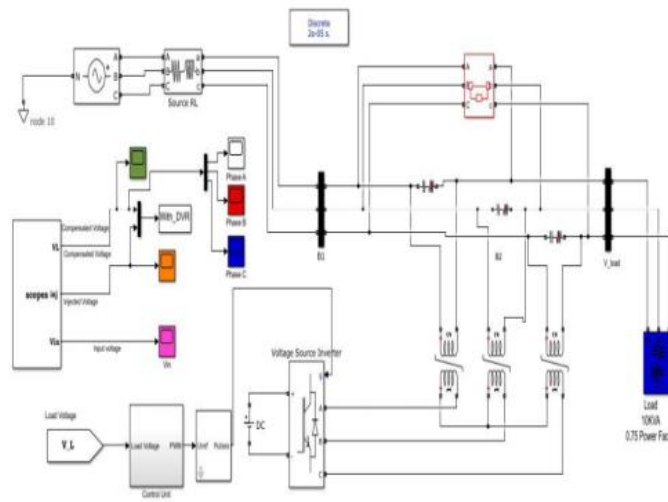 Discrete
2e-05 s.
N
A
B
C
A
B
C
a
b
c
Source RL
node 10
A
B
C
a
b
c
Phase A
Phase B
Phase C
With_DVR
Compensated Voltage
VL
Compensated Voltage
scopes inj
Injected Voltage
Vin
Input voltage
Vin
B1
B2
V_load
Voltage Source Inverter
DC
+
-
g
A
B
C
Load Voltage
V_L
Load Voltage
PWM
Control Unit
Uref
Pulses
Load
10KVA
0.75 Power Fac